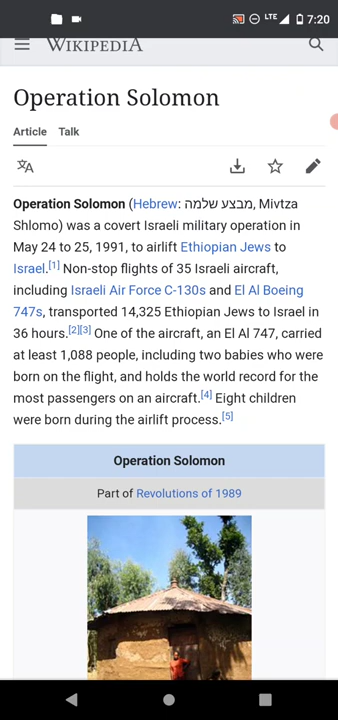 LTE 7:20
WIKIPEDIA
Operation Solomon
Article Talk
Operation Solomon (Hebrew: מבצע שלמה, Mivtza
Shlomo) was a covert Israeli military operation in
May 24 to 25, 1991, to airlift Ethiopian Jews to
Israel.[1] Non-stop flights of 35 Israeli aircraft,
including Israeli Air Force C-130s and El Al Boeing
747s, transported 14,325 Ethiopian Jews to Israel in
36 hours.[2][3] One of the aircraft, an El Al 747, carried
at least 1,088 people, including two babies who were
born on the flight, and holds the world record for the
most passengers on an aircraft.[4] Eight children
were born during the airlift process.[5]
Operation Solomon
Part of Revolutions of 1989